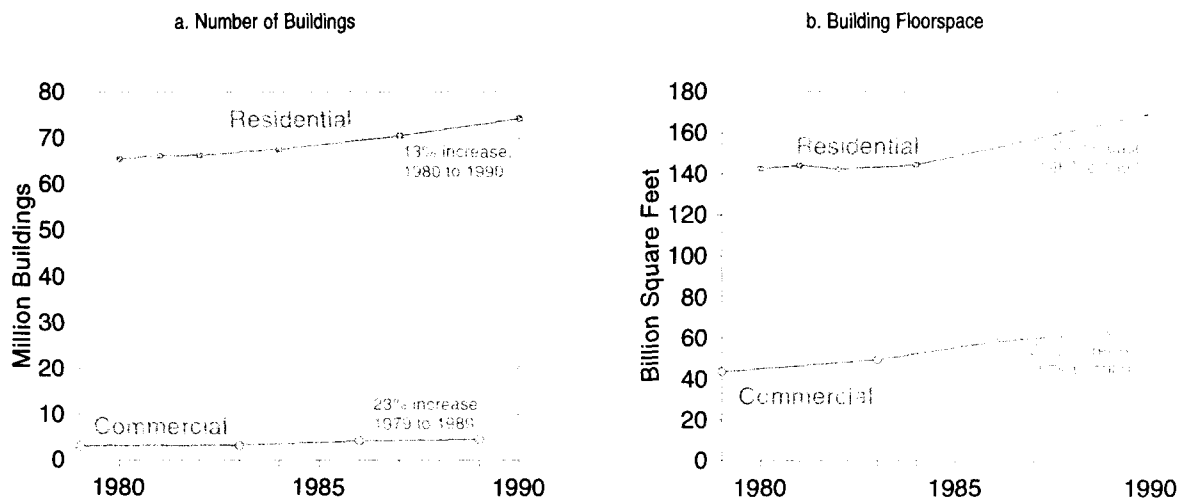 a. Number of Buildings
Million Buildings
80
70
60
50
40
30
20
10
0
Residential
13% increase,
1980 to 1990
Commercial
23% increase
1979 to 1989
1980
1985
1990
b. Building Floorspace
Billion Square Feet
180
160
140
120
100
80
60
40
20
0
Residential
Commercial
1980
1985
1990